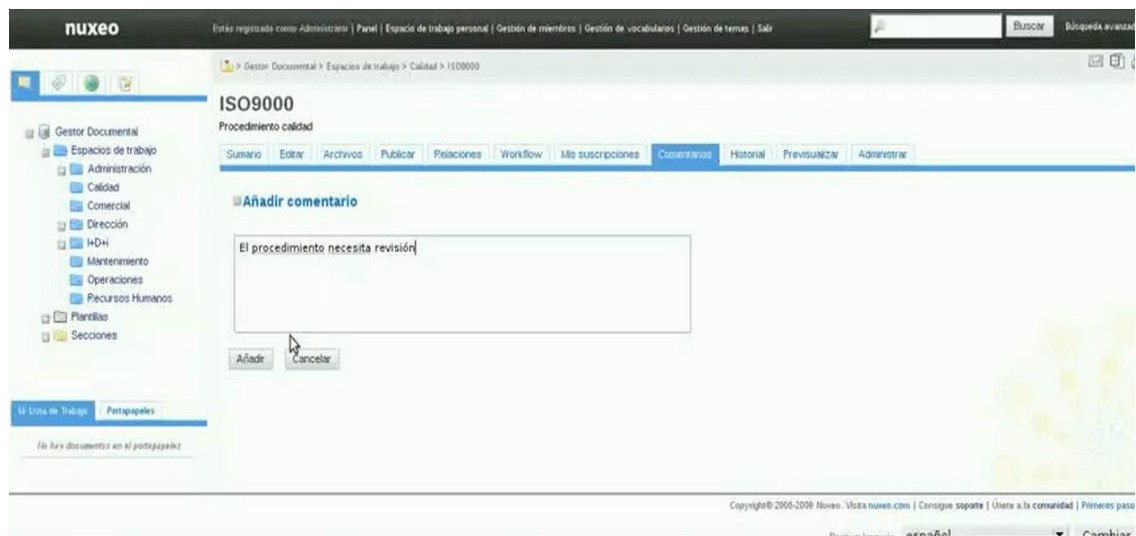 nuxeo
Estás registrado como Administrator | Panel | Espacio de trabajo personal | Gestión de miembros | Gestión de vocabularios | Gestión de temas | Salir
Buscar
Búsqueda avanzad
> Gestor Documental > Espacios de trabajo > Calidad > ISO9000
ISO9000
Procedimiento calidad
Sumario Editar Archivos Publicar Relaciones Workflow Mis suscripciones Comentarios Historial Previsualizar Administrar
Gestor Documental
Espacios de trabajo
Administración
Calidad
Comercial
Dirección
I+D+i
Mantenimiento
Operaciones
Recursos Humanos
Plantillas
Secciones
Añadir comentario
El procedimiento necesita revisión
Añadir Cancelar
Lista de Trabajo Portapapeles
No hay documentos en el portapapeles
Copyright© 2006-2009 Nuxeo. Visita nuxeo.com | Consigue soporte | Únete a la comunidad | Primeros paso
español Cambiar